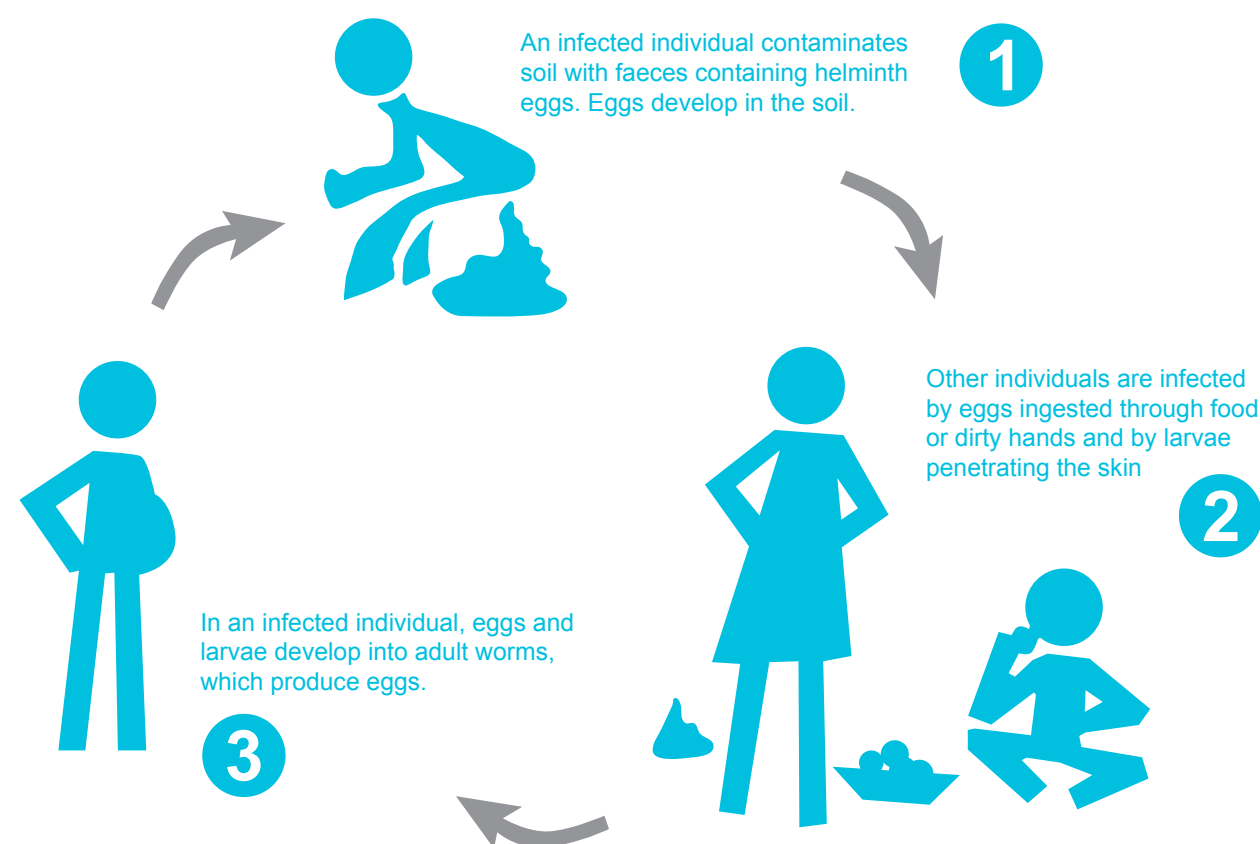 An infected individual contaminates
soil with faeces containing helminth
eggs. Eggs develop in the soil.
1
Other individuals are infected
by eggs ingested through food
or dirty hands and by larvae
penetrating the skin
2
In an infected individual, eggs and
larvae develop into adult worms,
which produce eggs.
3